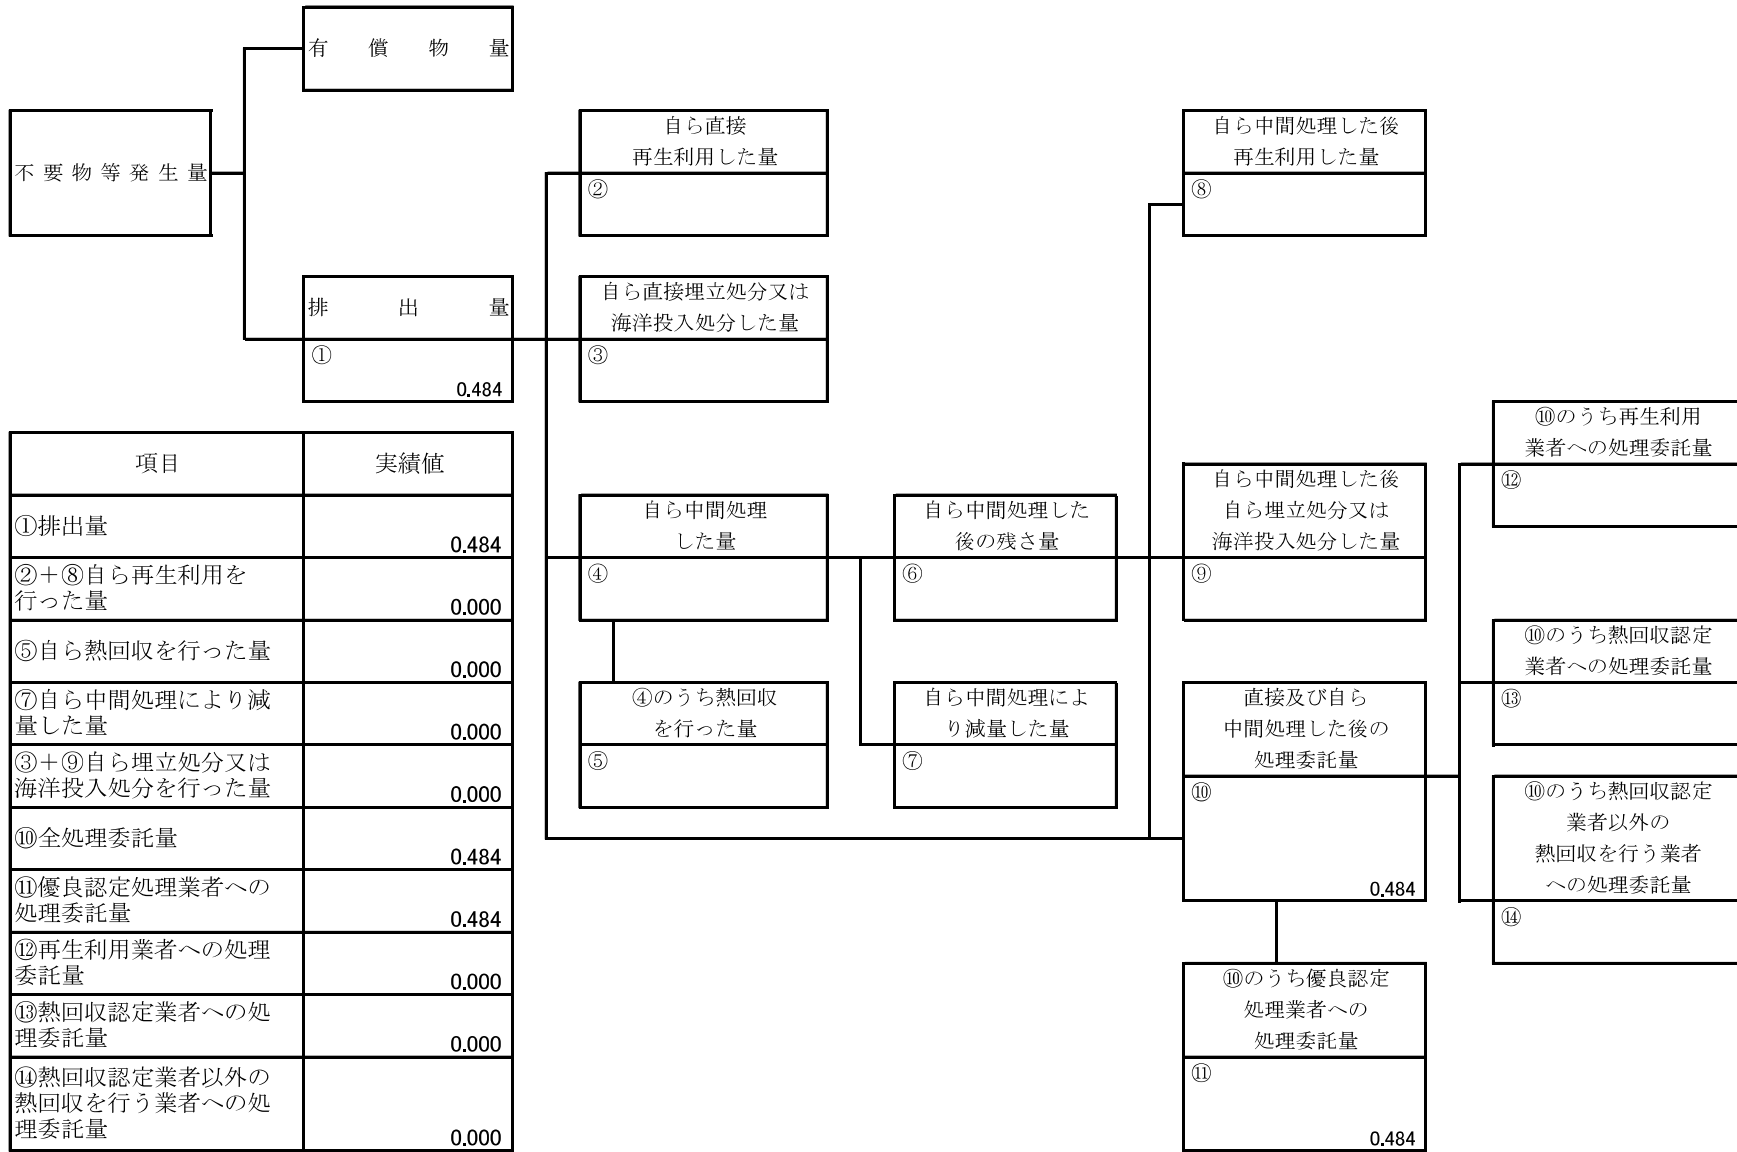 有償物量
不要物等発生量
排出量
①
0.484
自ら直接
再生利用した量
②
自ら直接埋立処分又は
海洋投入処分した量
③
自ら中間処理
した量
④
④のうち熱回収
を行った量
⑤
自ら中間処理した
後の残さ量
⑥
自ら中間処理によ
り減量した量
⑦
自ら中間処理した後
再生利用した量
⑧
自ら中間処理した後
自ら埋立処分又は
海洋投入処分した量
⑨
直接及び自ら
中間処理した後の
処理委託量
⑩
0.484
⑩のうち優良認定
処理業者への
処理委託量
⑪
0.484
⑩のうち再生利用
業者への処理委託量
⑫
⑩のうち熱回収認定
業者への処理委託量
⑬
⑩のうち熱回収認定
業者以外の
熱回収を行う業者
への処理委託量
⑭
項目 実績値
①排出量
0.484
②＋⑧自ら再生利用を
行った量
0.000
⑤自ら熱回収を行った量
0.000
⑦自ら中間処理により減
量した量
0.000
③＋⑨自ら埋立処分又は
海洋投入処分を行った量
0.000
⑩全処理委託量
0.484
⑪優良認定処理業者への
処理委託量
0.484
⑫再生利用業者への処理
委託量
0.000
⑬熱回収認定業者への処
理委託量
0.000
⑭熱回収認定業者以外の
熱回収を行う業者への処
理委託量
0.000